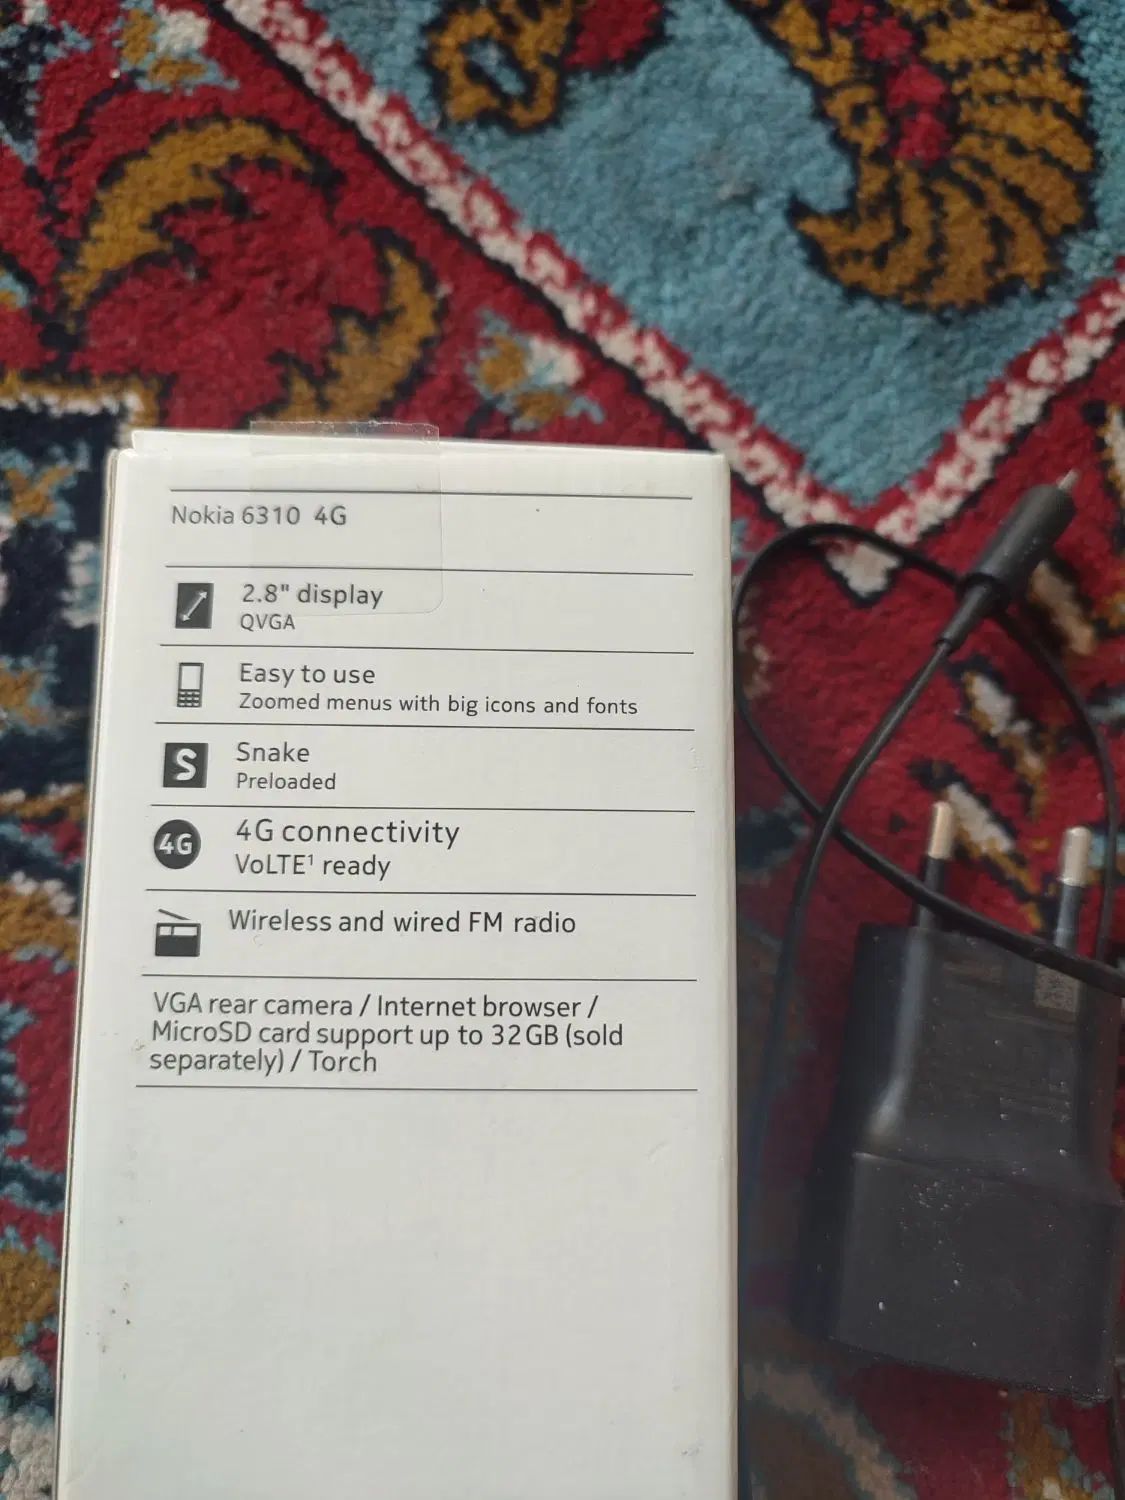 Nokia 6310 4G
2.8" display
QVGA
Easy to use
Zoomed menus with big icons and fonts
S
Snake
Preloaded
4G
4G connectivity
VoLTE¹ ready
Wireless and wired FM radio
VGA rear camera / Internet browser /
MicroSD card support up to 32GB (sold
separately) / Torch